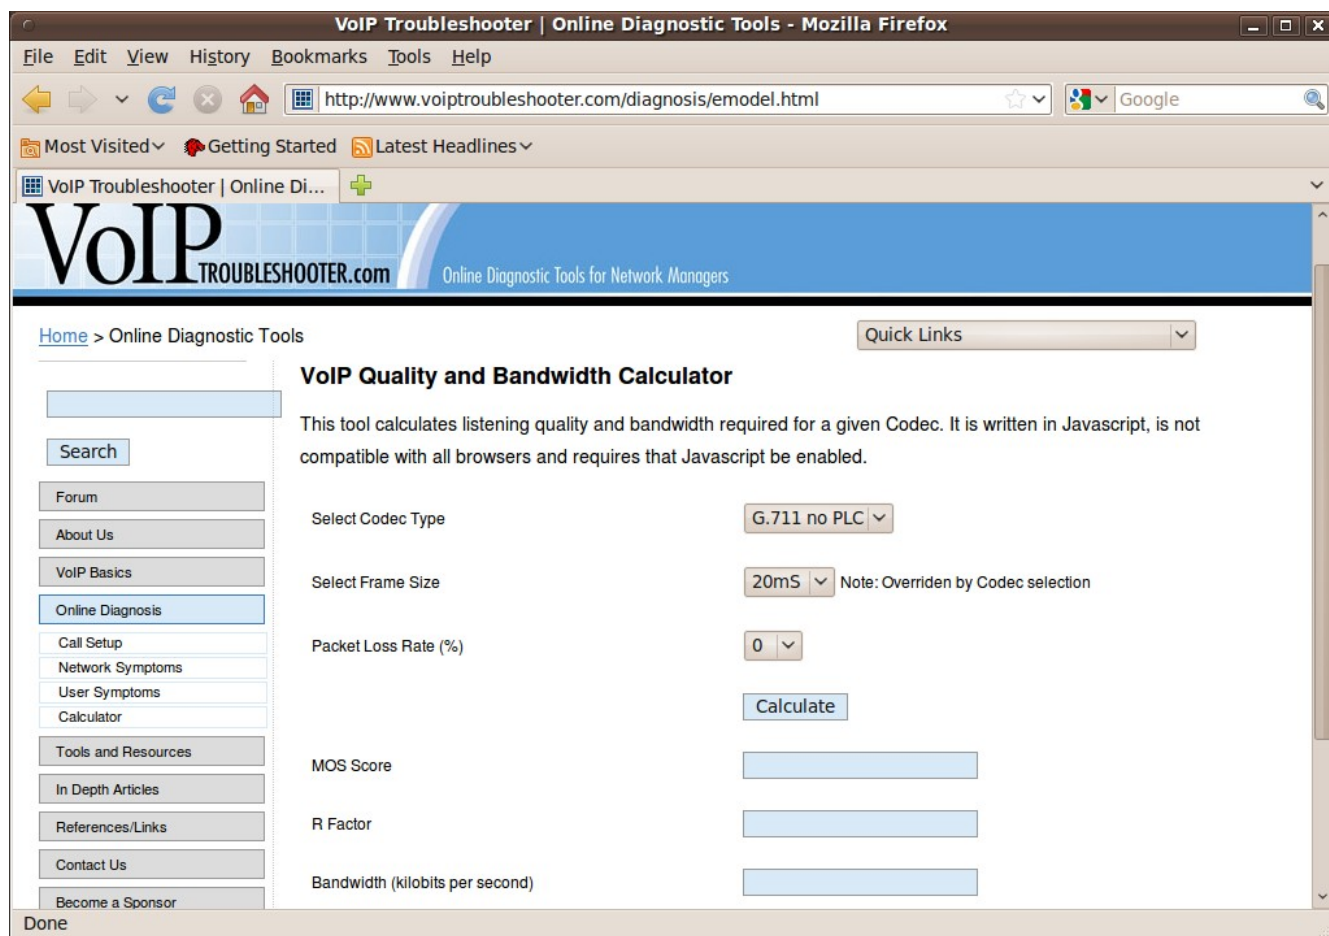 VoIP Troubleshooter | Online Diagnostic Tools - Mozilla Firefox
File Edit View History Bookmarks Tools Help
http://www.voiptroubleshooter.com/diagnosis/emodel.html Google
Most Visited Getting Started Latest Headlines
VoIP Troubleshooter | Online Di...
VoIP TROUBLESHOOTER.com Online Diagnostic Tools for Network Managers
Home > Online Diagnostic Tools Quick Links
VoIP Quality and Bandwidth Calculator
This tool calculates listening quality and bandwidth required for a given Codec. It is written in Javascript, is not
compatible with all browsers and requires that Javascript be enabled.
Search
Forum
About Us
VoIP Basics
Online Diagnosis
Call Setup
Network Symptoms
User Symptoms
Calculator
Tools and Resources
In Depth Articles
References/Links
Contact Us
Become a Sponsor
Select Codec Type G.711 no PLC
Select Frame Size 20mS Note: Overriden by Codec selection
Packet Loss Rate (%) 0
Calculate
MOS Score
R Factor
Bandwidth (kilobits per second)
Done